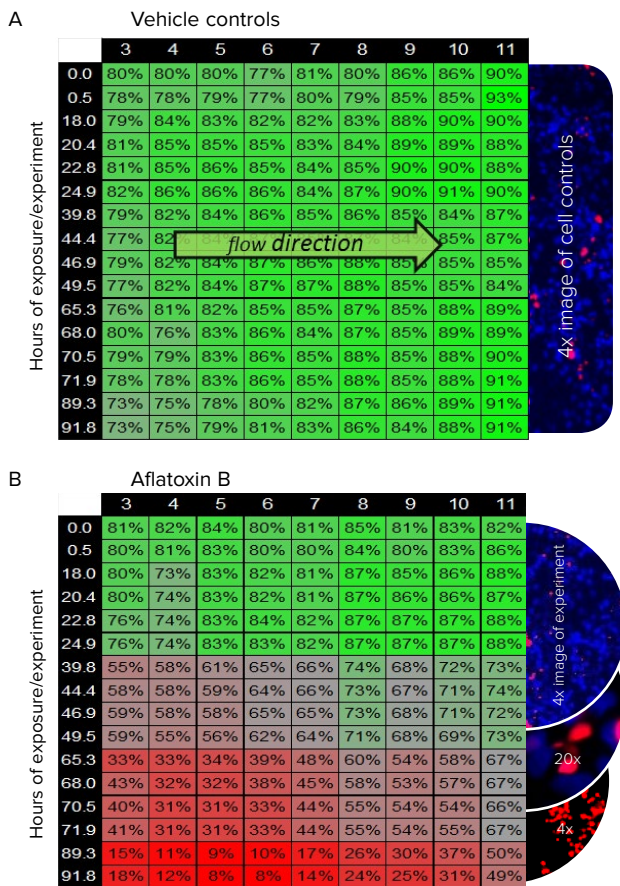 A Vehicle controls
3 4 5 6 7 8 9 10 11
0.0 80% 80% 80% 77% 81% 80% 86% 86% 90%
0.5 78% 78% 79% 77% 80% 79% 85% 85% 93%
18.0 79% 84% 83% 82% 82% 83% 88% 90% 90%
20.4 81% 85% 85% 85% 83% 84% 89% 89% 88%
22.8 81% 85% 86% 85% 84% 85% 90% 90% 88%
24.9 82% 86% 86% 86% 84% 87% 90% 91% 90%
39.8 79% 82% 84% 86% 85% 86% 85% 84% 87%
44.4 77% 82% 84% 85% 87%
flow direction
46.9 79% 82% 84% 87% 86% 88% 85% 85% 85%
49.5 77% 82% 84% 87% 87% 88% 85% 85% 84%
65.3 76% 81% 82% 85% 85% 87% 85% 88% 89%
68.0 80% 76% 83% 86% 84% 87% 85% 89% 89%
70.5 79% 79% 83% 86% 85% 88% 85% 88% 90%
71.9 78% 78% 83% 86% 85% 88% 85% 88% 91%
89.3 73% 75% 78% 80% 82% 87% 86% 89% 91%
91.8 73% 75% 79% 81% 83% 86% 84% 88% 91%
Hours of exposure/experiment
4x image of cell controls
B Aflatoxin B
3 4 5 6 7 8 9 10 11
0.0 81% 82% 84% 80% 81% 85% 81% 83% 82%
0.5 80% 81% 83% 80% 80% 84% 80% 83% 86%
18.0 80% 73% 83% 82% 81% 87% 85% 86% 88%
20.4 80% 74% 83% 82% 81% 87% 86% 86% 87%
22.8 76% 74% 83% 84% 82% 87% 87% 87% 88%
24.9 76% 74% 83% 83% 82% 87% 87% 87% 88%
39.8 55% 58% 61% 65% 66% 74% 68% 72% 73%
44.4 58% 58% 59% 64% 66% 73% 67% 71% 74%
46.9 59% 58% 58% 65% 65% 73% 68% 71% 72%
49.5 59% 55% 56% 62% 64% 71% 68% 69% 73%
65.3 33% 33% 34% 39% 48% 60% 54% 58% 67%
68.0 43% 32% 32% 38% 45% 58% 53% 57% 67%
70.5 40% 31% 31% 33% 44% 55% 54% 54% 66%
71.9 41% 31% 31% 33% 44% 55% 54% 55% 67%
89.3 15% 11% 9% 10% 17% 26% 30% 37% 50%
91.8 18% 12% 8% 8% 14% 24% 25% 31% 49%
Hours of exposure/experiment
4x image of experiment
20x
4x